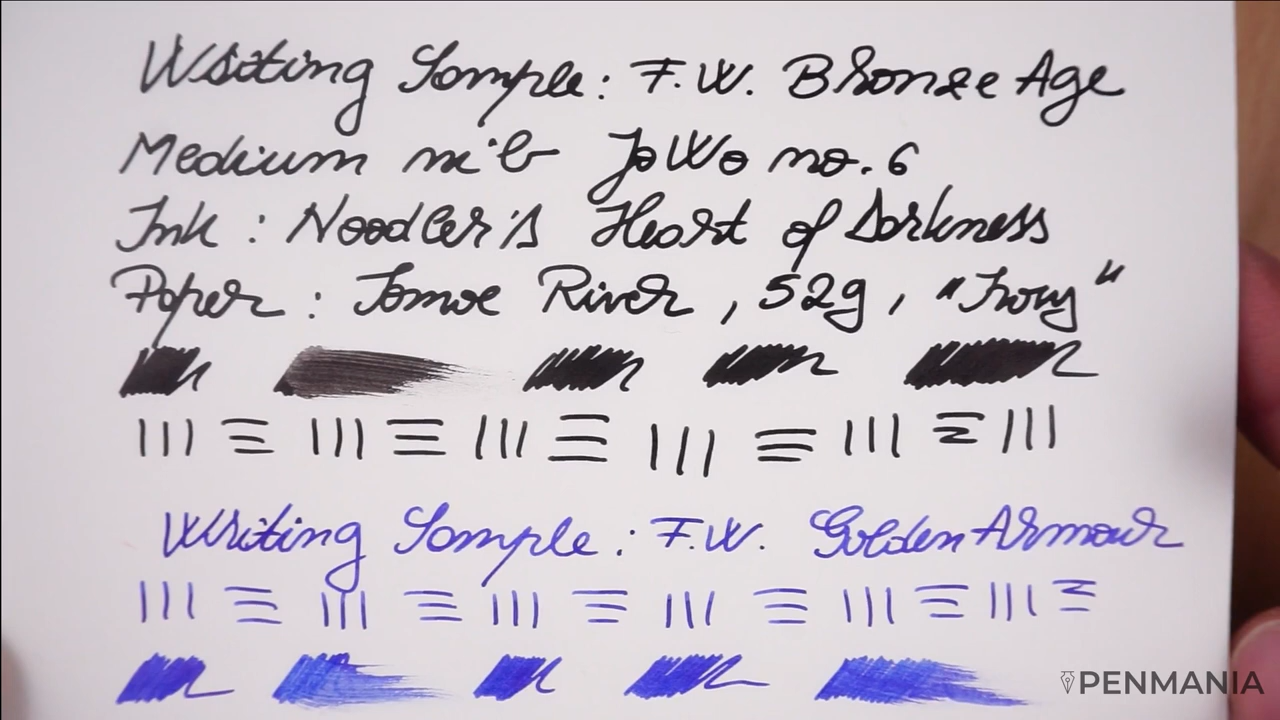 Writing Sample: F.W. Bronze Age
Medium nib JoWo no. 6
Ink : Noodler's Heart of Darkness
Paper : Tomoe River, 52g, "Ivory"
Writing Sample : F.W. Golden Armour
PENMANIA